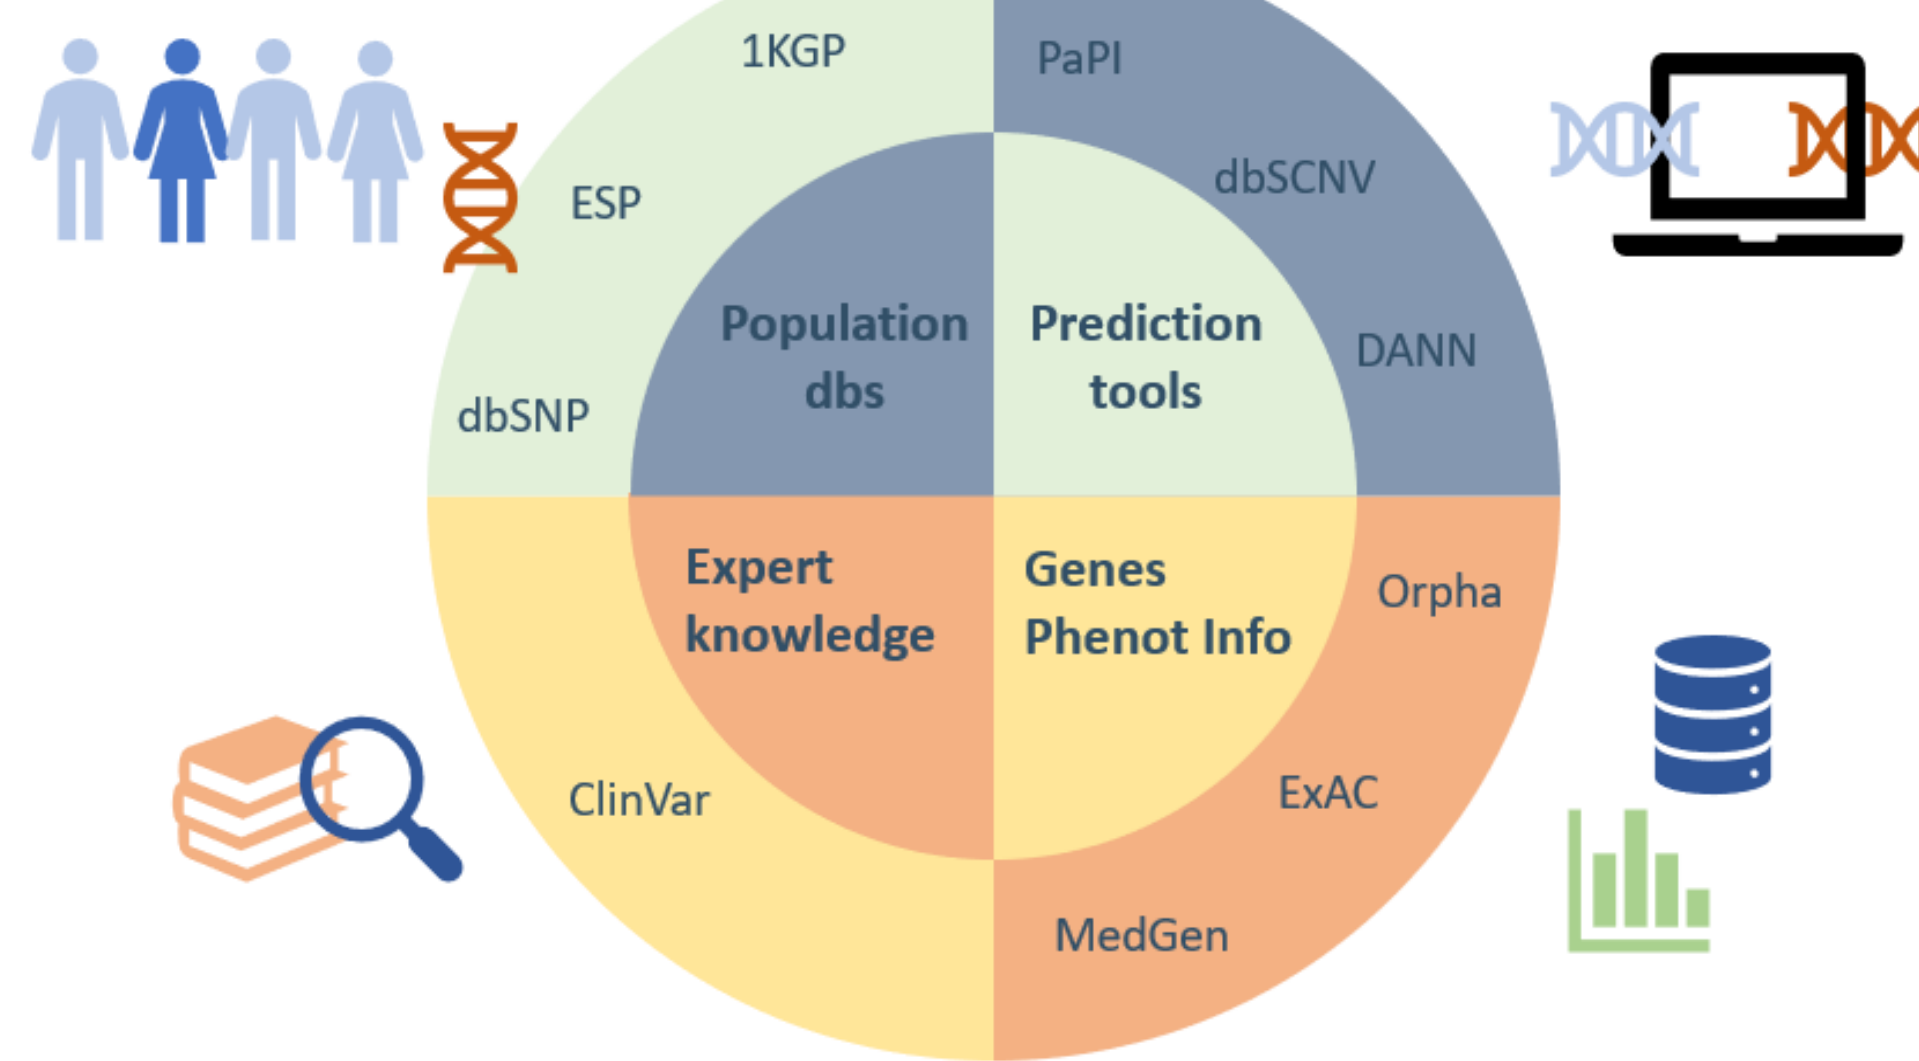 1KGP
PaPI
dbSCNV
ESP
DANN
dbSNP
Population
dbs
Prediction
tools
Expert
knowledge
Genes
Phenot Info
Orpha
ExAC
ClinVar
MedGen